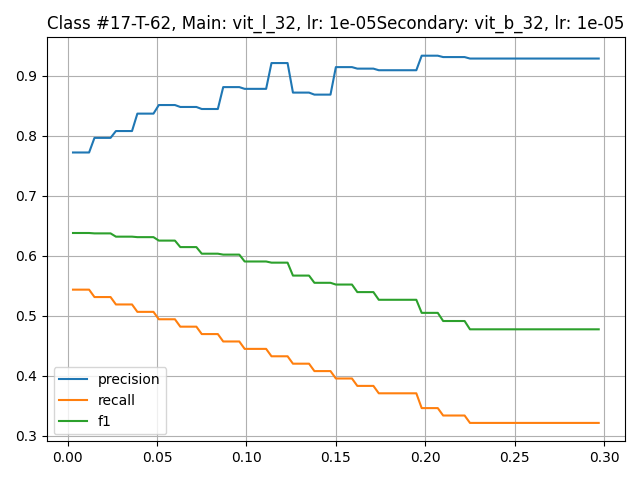 Class #17-T-62, Main: vit_l_32, lr: 1e-05Secondary: vit_b_32, lr: 1e-05
0.9
0.8
0.7
0.6
0.5
0.4
0.3
precision
recall
f1
0.00 0.05 0.10 0.15 0.20 0.25 0.30